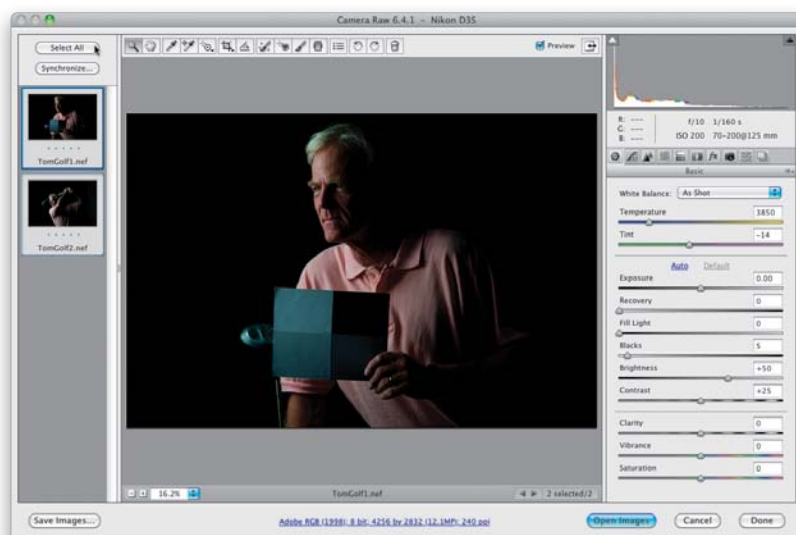 Camera Raw 6.4.1 – Nikon D3S
Select All
Synchronize...
TomGolf1.nef
TomGolf2.nef
Preview
R: ---
G: ---
B: ---
f/10 1/160 s
ISO 200 70-200@125 mm
Basic
White Balance: As Shot
Temperature 3850
Tint -14
Auto Default
Exposure 0.00
Recovery 0
Fill Light 0
Blacks 5
Brightness +50
Contrast +25
Clarity 0
Vibrance 0
Saturation 0
16.2%
TomGolf1.nef
2 selected/2
Save Images...
Adobe RGB (1998); 8 bit; 4256 by 2832 (12.1MP); 240 ppi
Open Images
Cancel
Done